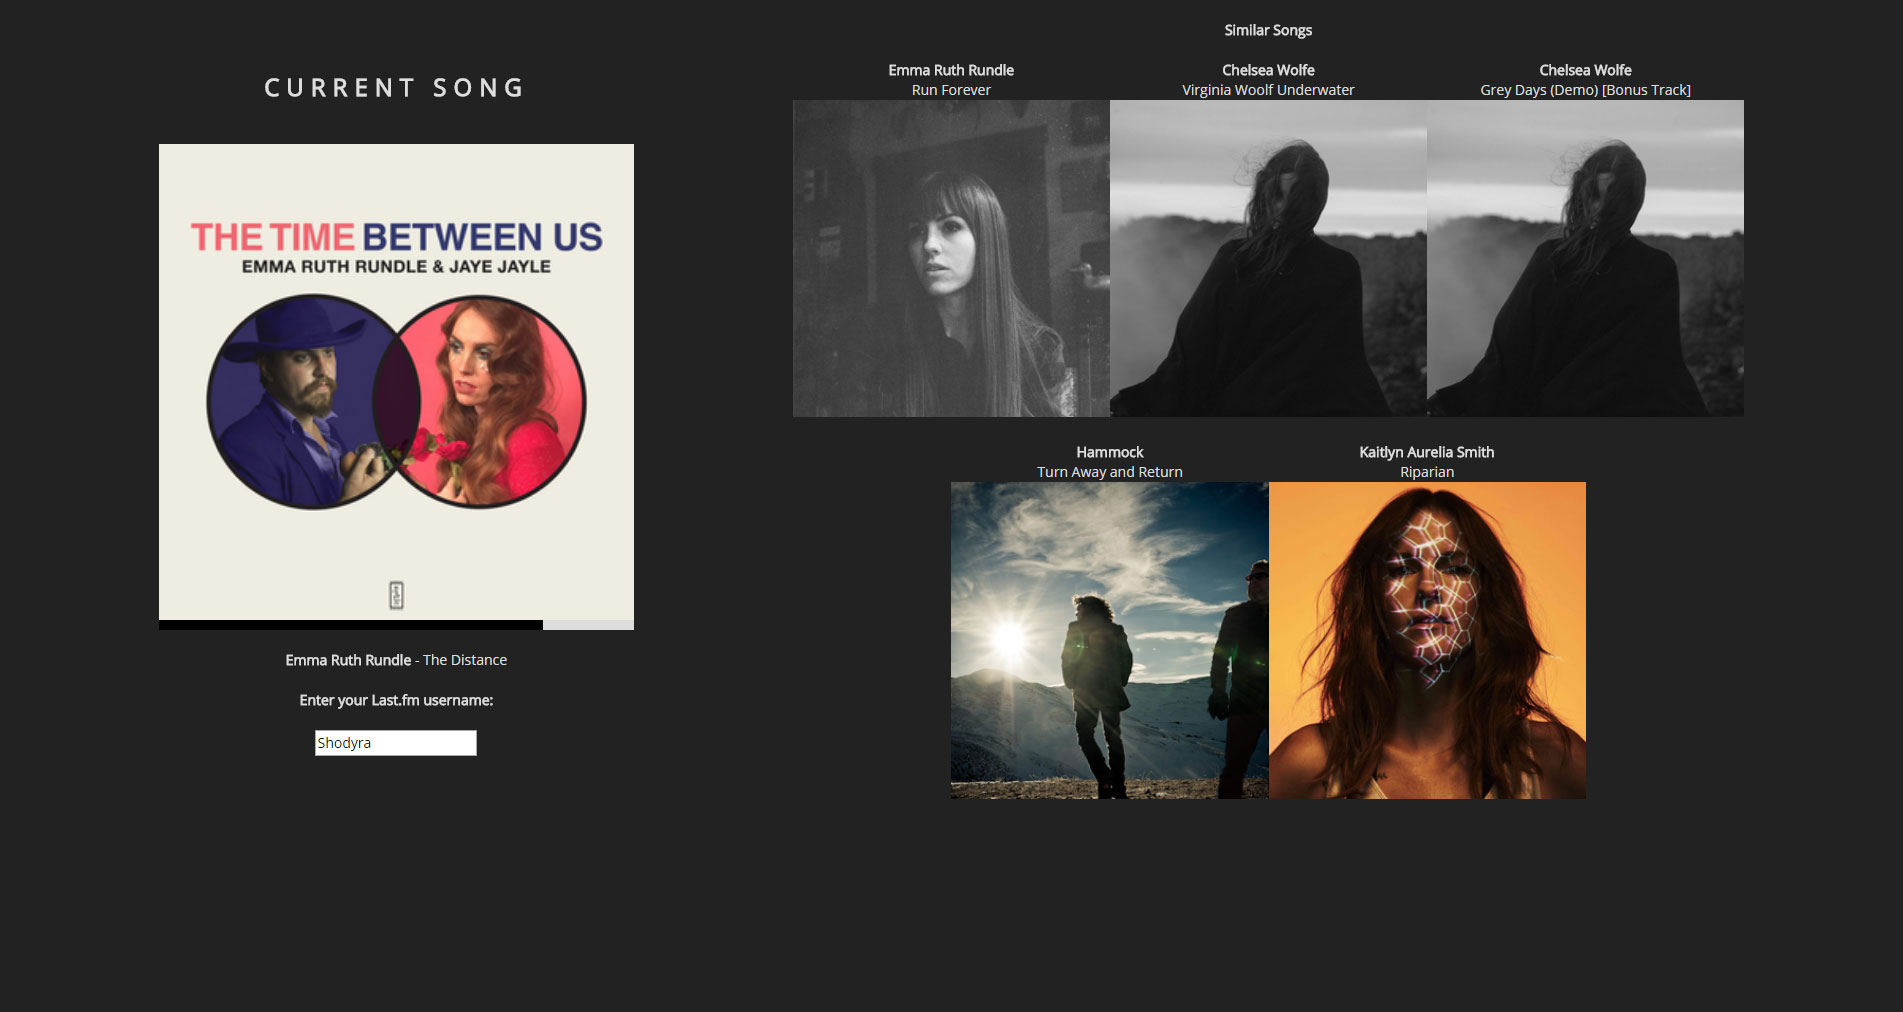 CURRENT SONG
THE TIME BETWEEN US
EMMA RUTH RUNDLE & JAYE JAYLE
Emma Ruth Rundle - The Distance
Enter your Last.fm username:
Shodyra
Similar Songs
Emma Ruth Rundle
Run Forever
Chelsea Wolfe
Virginia Woolf Underwater
Chelsea Wolfe
Grey Days (Demo) [Bonus Track]
Hammock
Turn Away and Return
Kaitlyn Aurelia Smith
Riparian